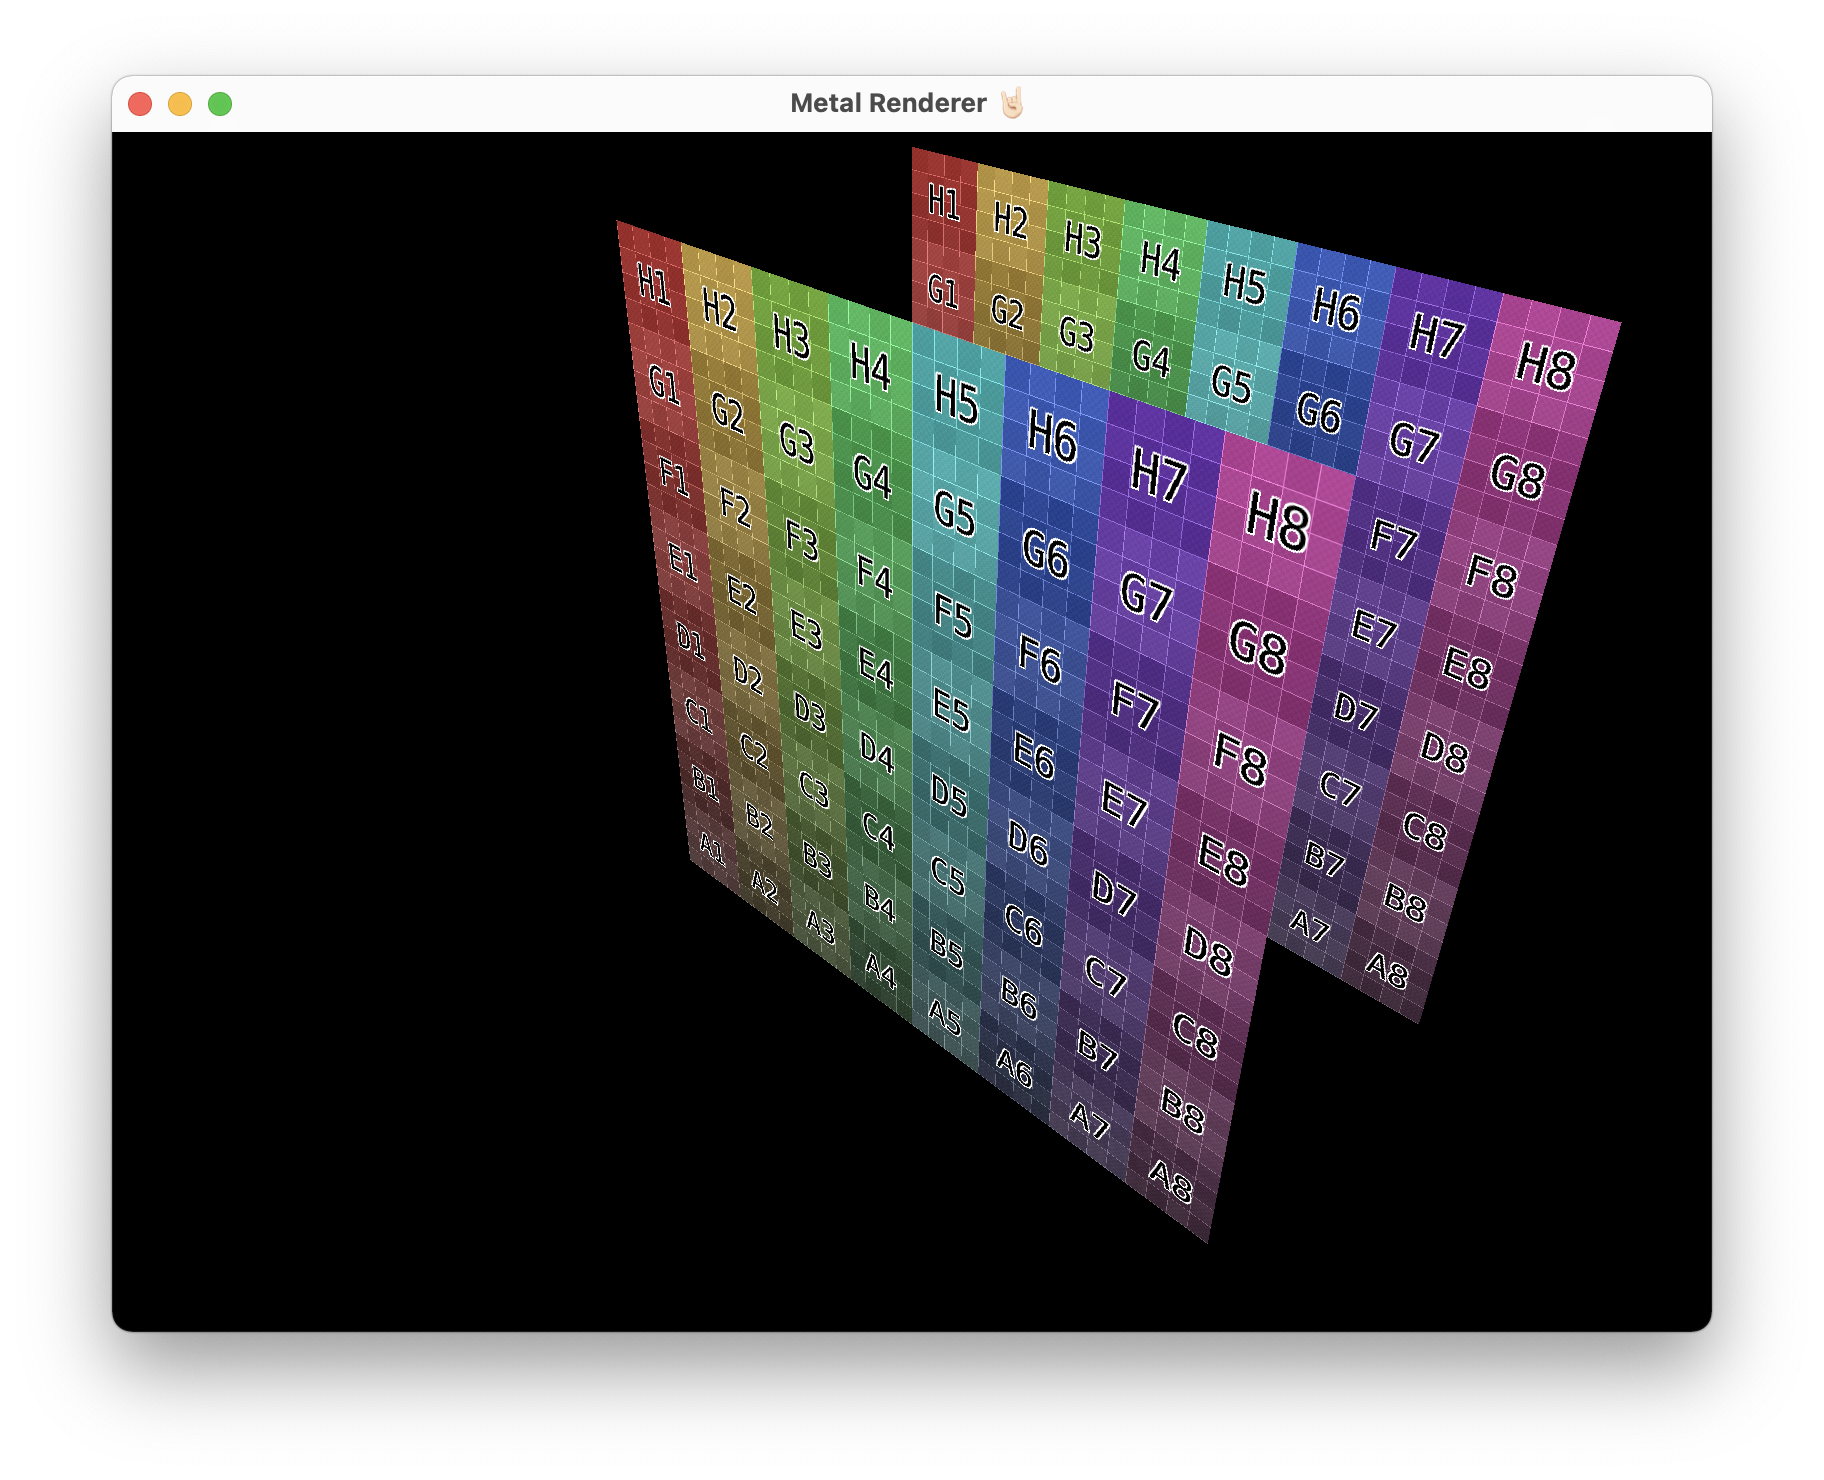 Metal Renderer 🤘🏻
H1 H2 H3 H4 H5 H6 H7 H8
G1 G2 G3 G4 G5 G6 G7 G8
F7 F8
E7 E8
D7 D8
C7 C8
B7 B8
A7 A8
H1 H2 H3 H4 H5 H6 H7 H8
G1 G2 G3 G4 G5 G6 G7 G8
F1 F2 F3 F4 F5 F6 F7 F8
E1 E2 E3 E4 E5 E6 E7 E8
D1 D2 D3 D4 D5 D6 D7 D8
C1 C2 C3 C4 C5 C6 C7 C8
B1 B2 B3 B4 B5 B6 B7 B8
A1 A2 A3 A4 A5 A6 A7 A8